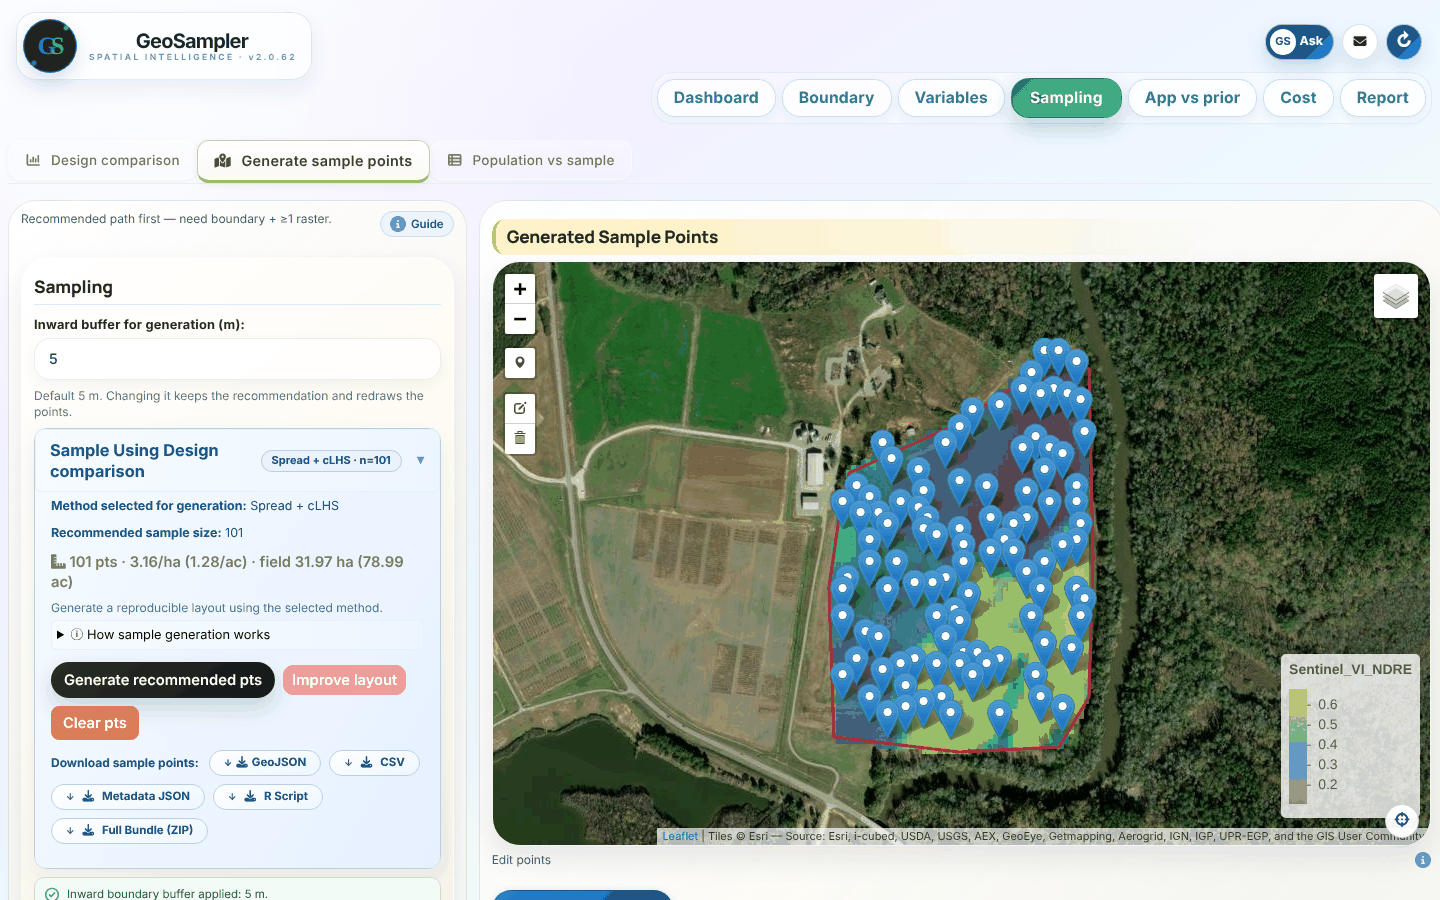 GS
GeoSampler
SPATIAL INTELLIGENCE · v2.0.62
GS Ask
Dashboard
Boundary
Variables
Sampling
App vs prior
Cost
Report
Design comparison
Generate sample points
Population vs sample
Recommended path first — need boundary + ≥1 raster.
Guide
Sampling
Inward buffer for generation (m):
5
Default 5 m. Changing it keeps the recommendation and redraws the
points.
Sample Using Design
comparison
Spread + cLHS · n=101
Method selected for generation: Spread + cLHS
Recommended sample size: 101
101 pts · 3.16/ha (1.28/ac) · field 31.97 ha (78.99
ac)
Generate a reproducible layout using the selected method.
How sample generation works
Generate recommended pts
Improve layout
Clear pts
Download sample points:
GeoJSON
CSV
Metadata JSON
R Script
Full Bundle (ZIP)
Inward boundary buffer applied: 5 m.
Generated Sample Points
+
−
Sentinel_VI_NDRE
0.6
0.5
0.4
0.3
0.2
Leaflet | Tiles © Esri — Source: Esri, i-cubed, USDA, USGS, AEX, GeoEye, Getmapping, Aerogrid, IGN, IGP, UPR-EGP, and the GIS User Community
Edit points